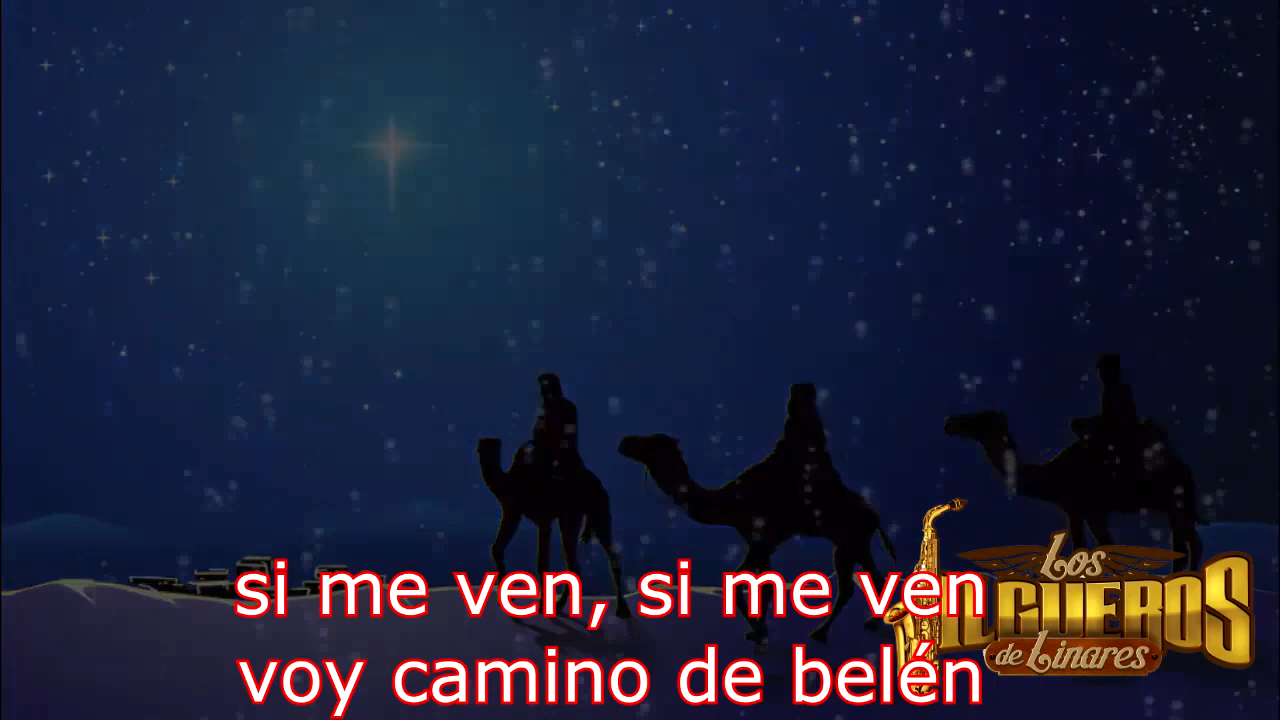 si me ven, si me ven
voy camino de belén
Los
JILGUEROS
de Linares